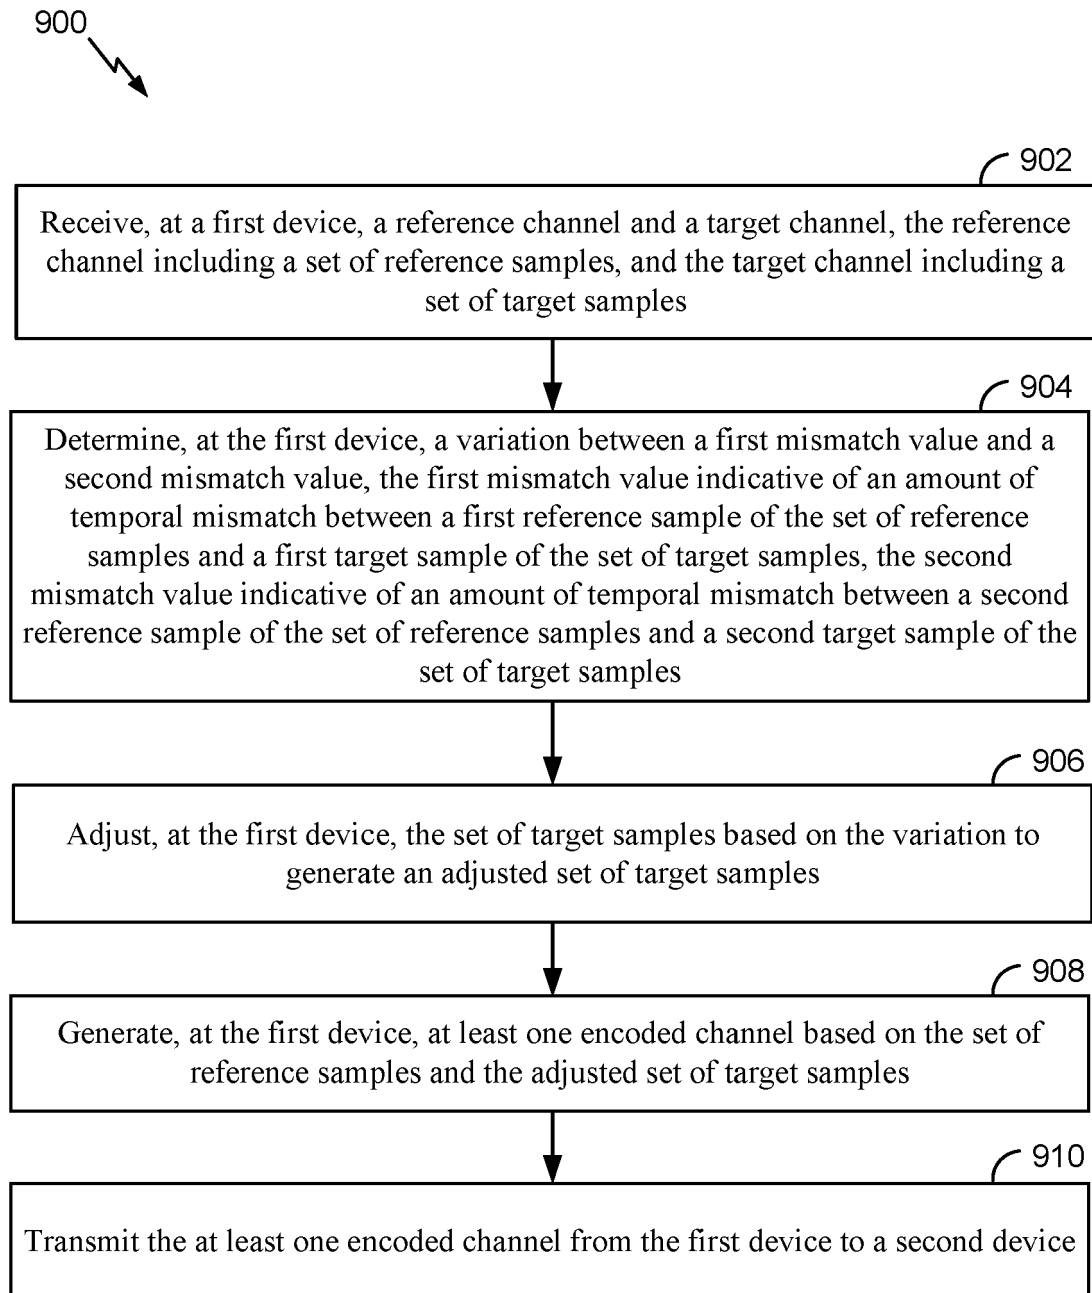 900
902
Receive, at a first device, a reference channel and a target channel, the reference
channel including a set of reference samples, and the target channel including a
set of target samples
904
Determine, at the first device, a variation between a first mismatch value and a
second mismatch value, the first mismatch value indicative of an amount of
temporal mismatch between a first reference sample of the set of reference
samples and a first target sample of the set of target samples, the second
mismatch value indicative of an amount of temporal mismatch between a second
reference sample of the set of reference samples and a second target sample of the
set of target samples
906
Adjust, at the first device, the set of target samples based on the variation to
generate an adjusted set of target samples
908
Generate, at the first device, at least one encoded channel based on the set of
reference samples and the adjusted set of target samples
910
Transmit the at least one encoded channel from the first device to a second device